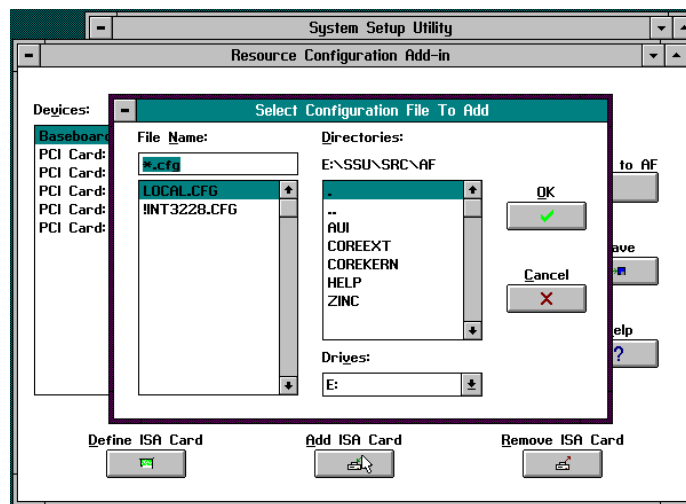 System Setup Utility
Resource Configuration Add-in
Devices:
Select Configuration File To Add
Baseboard
PCI Card:
PCI Card:
PCI Card:
PCI Card:
PCI Card:
File Name:
*.cfg
LOCAL.CFG
!INT3228.CFG
Directories:
E:\SSU\SRC\AF
.
..
AUI
COREEXT
COREKERN
HELP
ZINC
Drives:
E:
OK
Cancel
to AF
ave
elp
?
Define ISA Card
Add ISA Card
Remove ISA Card